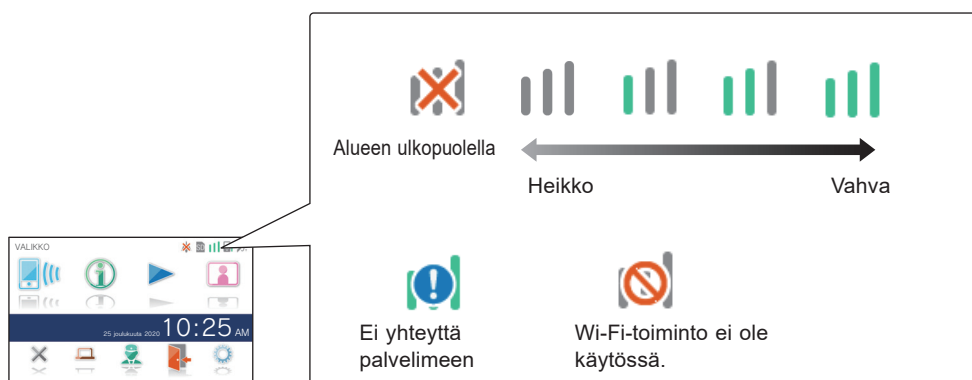 Alueen ulkopuolella
Heikko
Vahva
VALIKKO
25 joulukuuta 2020 10:25 AM
Ei yhteyttä
palvelimeen
Wi-Fi-toiminto ei ole
käytössä.